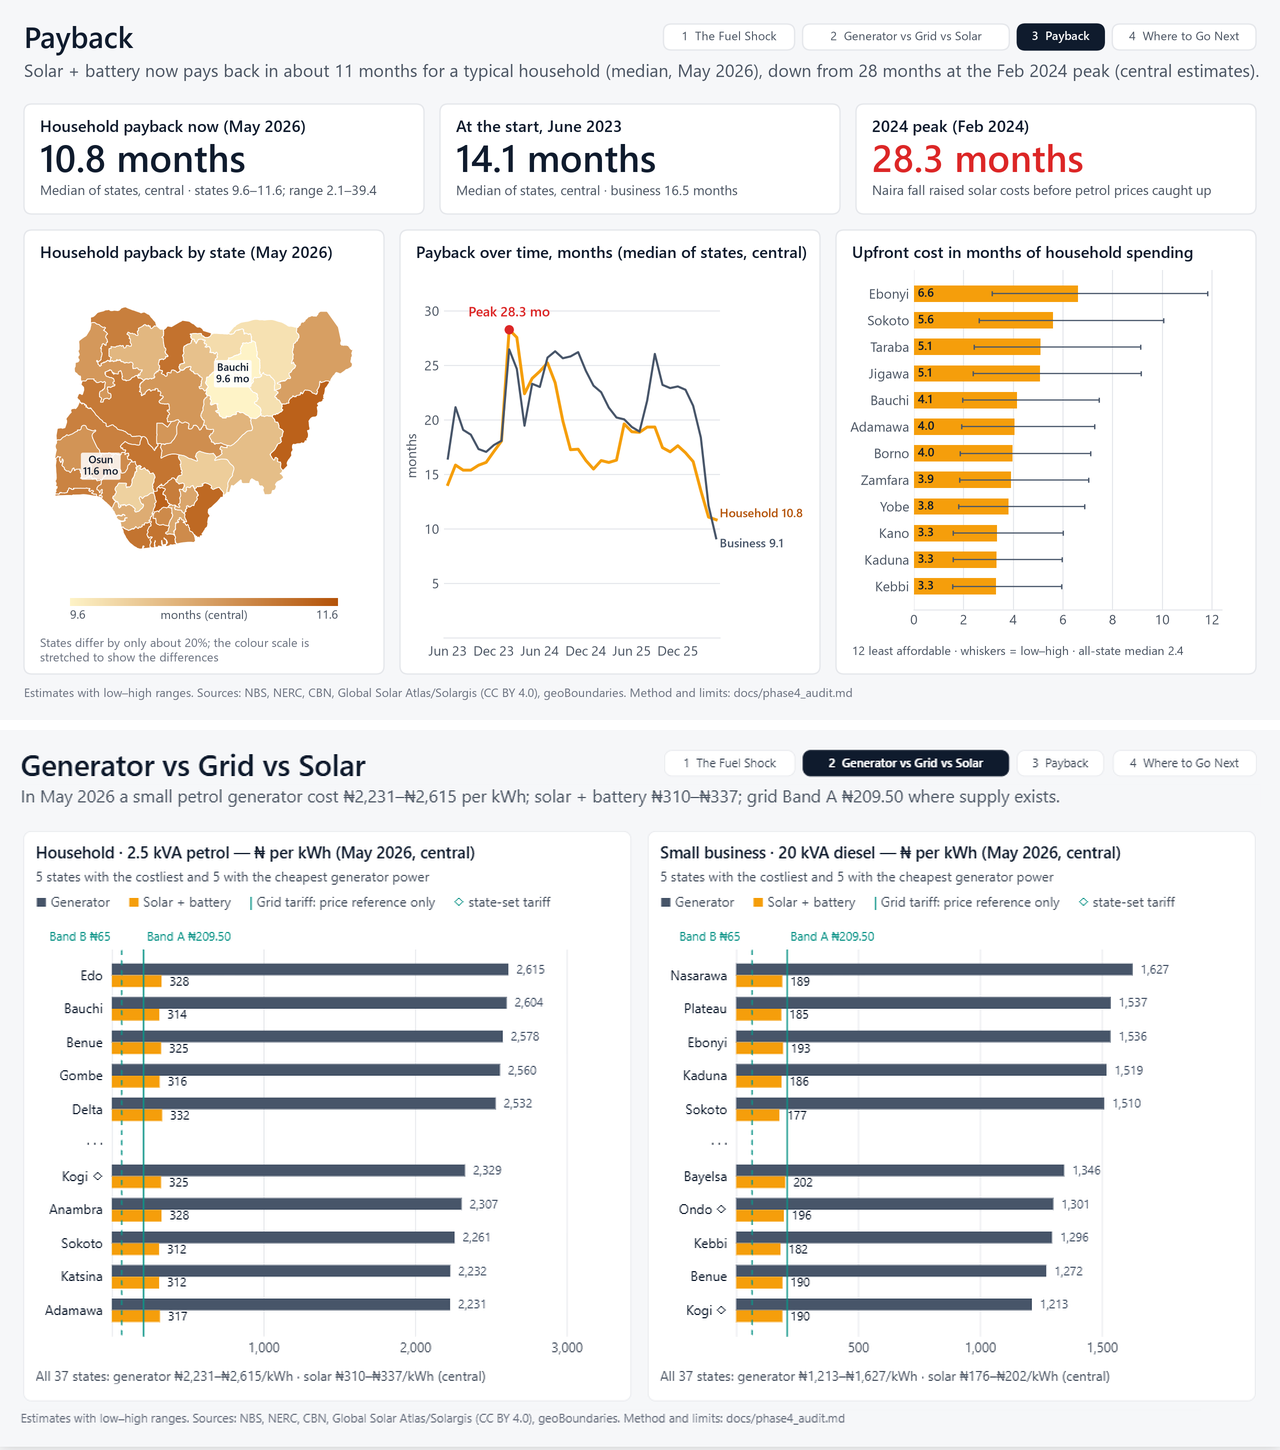 Payback
1 The Fuel Shock
2 Generator vs Grid vs Solar
3 Payback
4 Where to Go Next
Solar + battery now pays back in about 11 months for a typical household (median, May 2026), down from 28 months at the Feb 2024 peak (central estimates).
Household payback now (May 2026)
10.8 months
Median of states, central · states 9.6–11.6; range 2.1–39.4
At the start, June 2023
14.1 months
Median of states, central · business 16.5 months
2024 peak (Feb 2024)
28.3 months
Naira fall raised solar costs before petrol prices caught up
Household payback by state (May 2026)
Bauchi
9.6 mo
Osun
11.6 mo
9.6
months (central)
11.6
States differ by only about 20%; the colour scale is
stretched to show the differences
Payback over time, months (median of states, central)
Peak 28.3 mo
30
25
20
15
10
5
months
Household 10.8
Business 9.1
Jun 23 Dec 23 Jun 24 Dec 24 Jun 25 Dec 25
Upfront cost in months of household spending
Ebonyi 6.6
Sokoto 5.6
Taraba 5.1
Jigawa 5.1
Bauchi 4.1
Adamawa 4.0
Borno 4.0
Zamfara 3.9
Yobe 3.8
Kano 3.3
Kaduna 3.3
Kebbi 3.3
0 2 4 6 8 10 12
12 least affordable · whiskers = low–high · all-state median 2.4
Estimates with low–high ranges. Sources: NBS, NERC, CBN, Global Solar Atlas/Solargis (CC BY 4.0), geoBoundaries. Method and limits: docs/phase4_audit.md
Generator vs Grid vs Solar
1 The Fuel Shock
2 Generator vs Grid vs Solar
3 Payback
4 Where to Go Next
In May 2026 a small petrol generator cost ₦2,231–₦2,615 per kWh; solar + battery ₦310–₦337; grid Band A ₦209.50 where supply exists.
Household · 2.5 kVA petrol — ₦ per kWh (May 2026, central)
5 states with the costliest and 5 with the cheapest generator power
Generator Solar + battery Grid tariff: price reference only ◇ state-set tariff
Band B ₦65 Band A ₦209.50
Edo 2,615
328
Bauchi 2,604
314
Benue 2,578
325
Gombe 2,560
316
Delta 2,532
332
...
Kogi ◇ 2,329
325
Anambra 2,307
328
Sokoto 2,261
312
Katsina 2,232
312
Adamawa 2,231
317
1,000 2,000 3,000
All 37 states: generator ₦2,231–₦2,615/kWh · solar ₦310–₦337/kWh (central)
Small business · 20 kVA diesel — ₦ per kWh (May 2026, central)
5 states with the costliest and 5 with the cheapest generator power
Generator Solar + battery Grid tariff: price reference only ◇ state-set tariff
Band B ₦65 Band A ₦209.50
Nasarawa 1,627
189
Plateau 1,537
185
Ebonyi 1,536
193
Kaduna 1,519
186
Sokoto 1,510
177
...
Bayelsa 1,346
202
Ondo ◇ 1,301
196
Kebbi 1,296
182
Benue 1,272
190
Kogi ◇ 1,213
190
500 1,000 1,500
All 37 states: generator ₦1,213–₦1,627/kWh · solar ₦176–₦202/kWh (central)
Estimates with low–high ranges. Sources: NBS, NERC, CBN, Global Solar Atlas/Solargis (CC BY 4.0), geoBoundaries. Method and limits: docs/phase4_audit.md